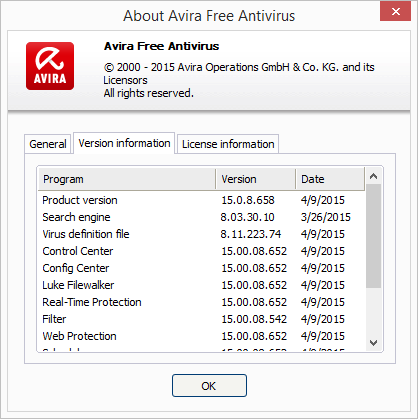 About Avira Free Antivirus
AVIRA
Avira Free Antivirus
© 2000 - 2015 Avira Operations GmbH & Co. KG. and its
Licensors
All rights reserved.
General Version information License information
Program Version Date
Product version 15.0.8.658 4/9/2015
Search engine 8.03.30.10 3/26/2015
Virus definition file 8.11.223.74 4/9/2015
Control Center 15.00.08.652 4/9/2015
Config Center 15.00.08.652 4/9/2015
Luke Filewalker 15.00.08.652 4/9/2015
Real-Time Protection 15.00.08.652 4/9/2015
Filter 15.00.08.542 4/9/2015
Web Protection 15.00.08.652 4/9/2015
OK